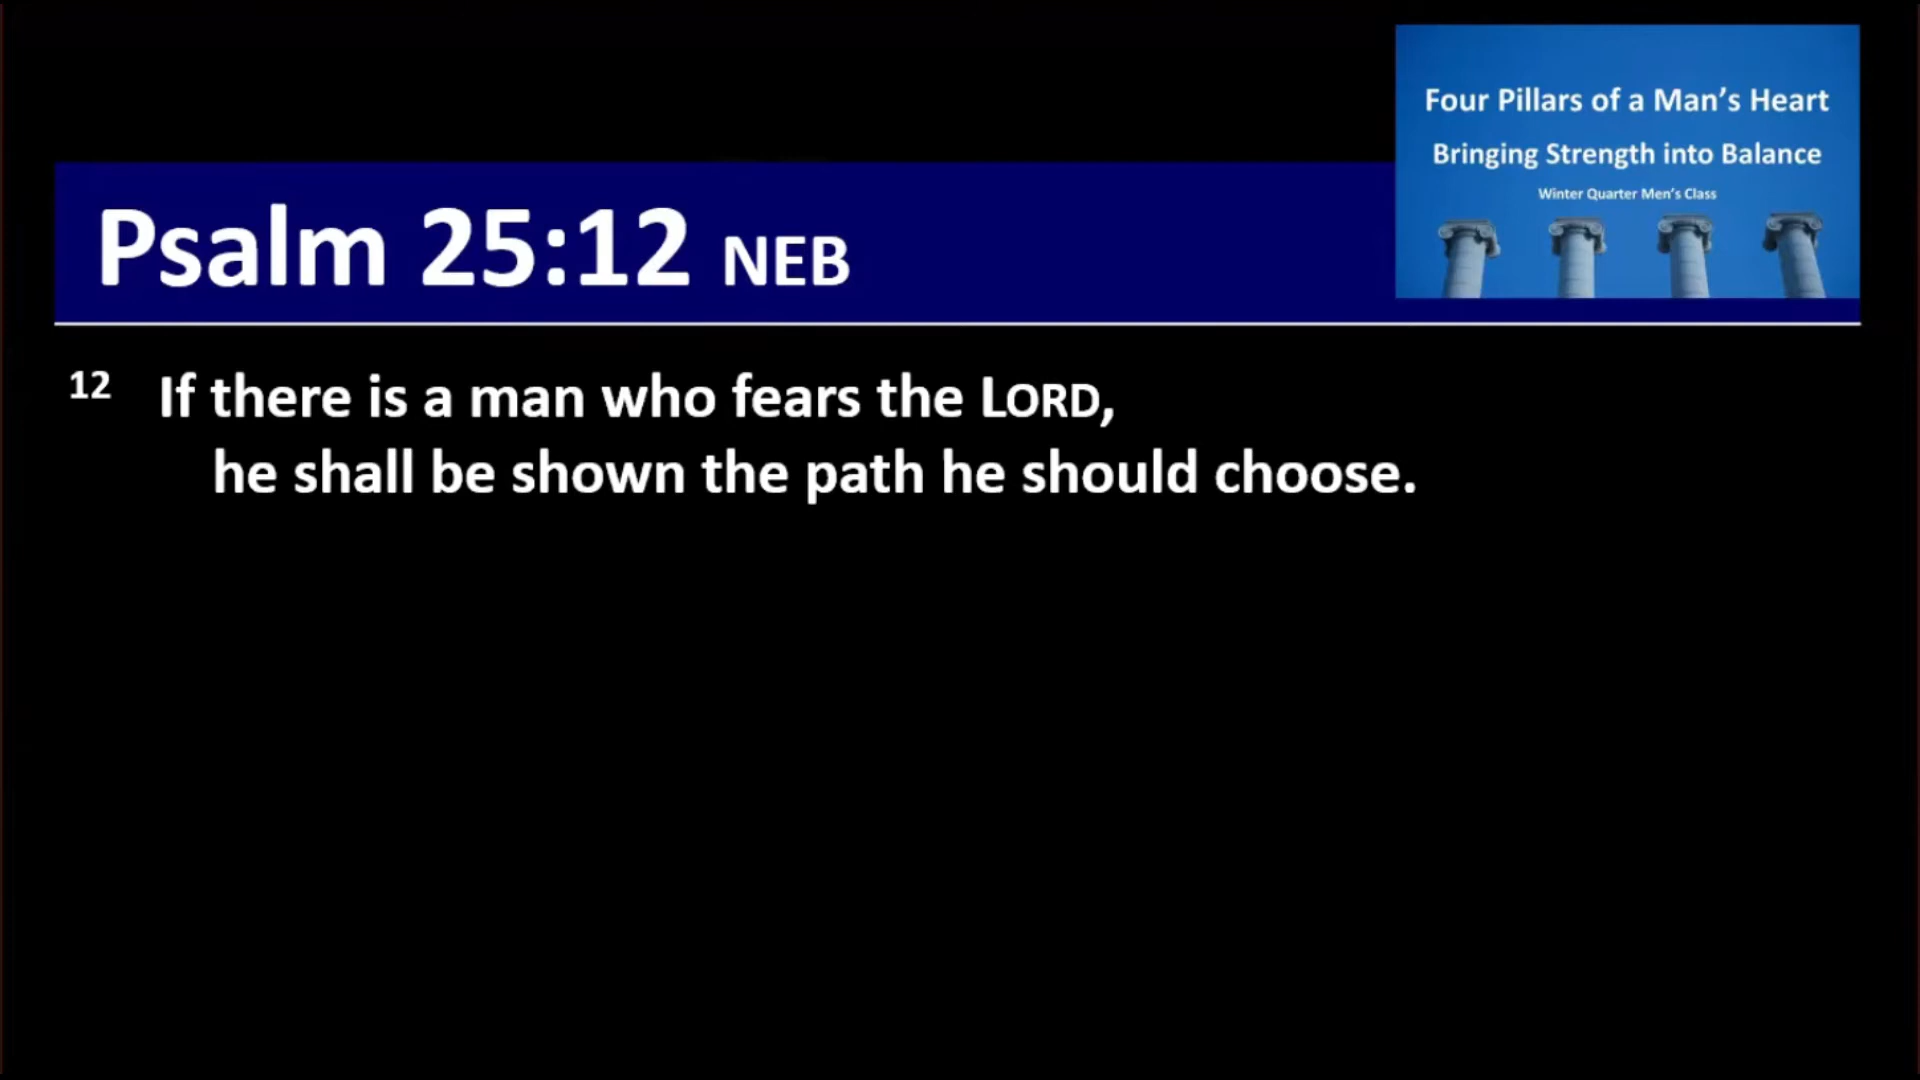 Four Pillars of a Man’s Heart
Bringing Strength into Balance
Winter Quarter Men’s Class
Psalm 25:12 NEB
12 If there is a man who fears the LORD,
he shall be shown the path he should choose.